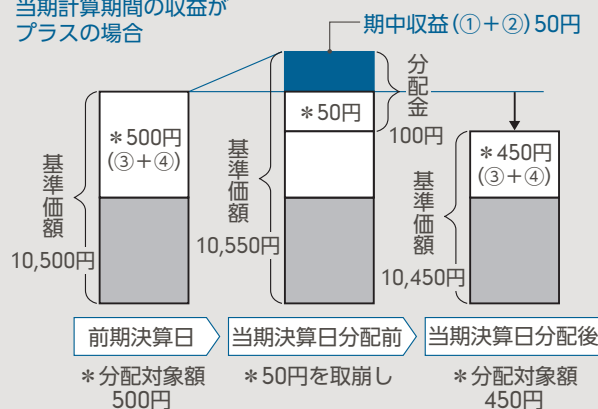 当期計算期間の収益が
プラスの場合
期中収益(①+②)50円
分配金
100円
*500円
(③+④)
*50円
*450円
(③+④)
基準価額
10,500円
基準価額
10,550円
基準価額
10,450円
前期決算日
当期決算日分配前
当期決算日分配後
*分配対象額
500円
*50円を取崩し
*分配対象額
450円